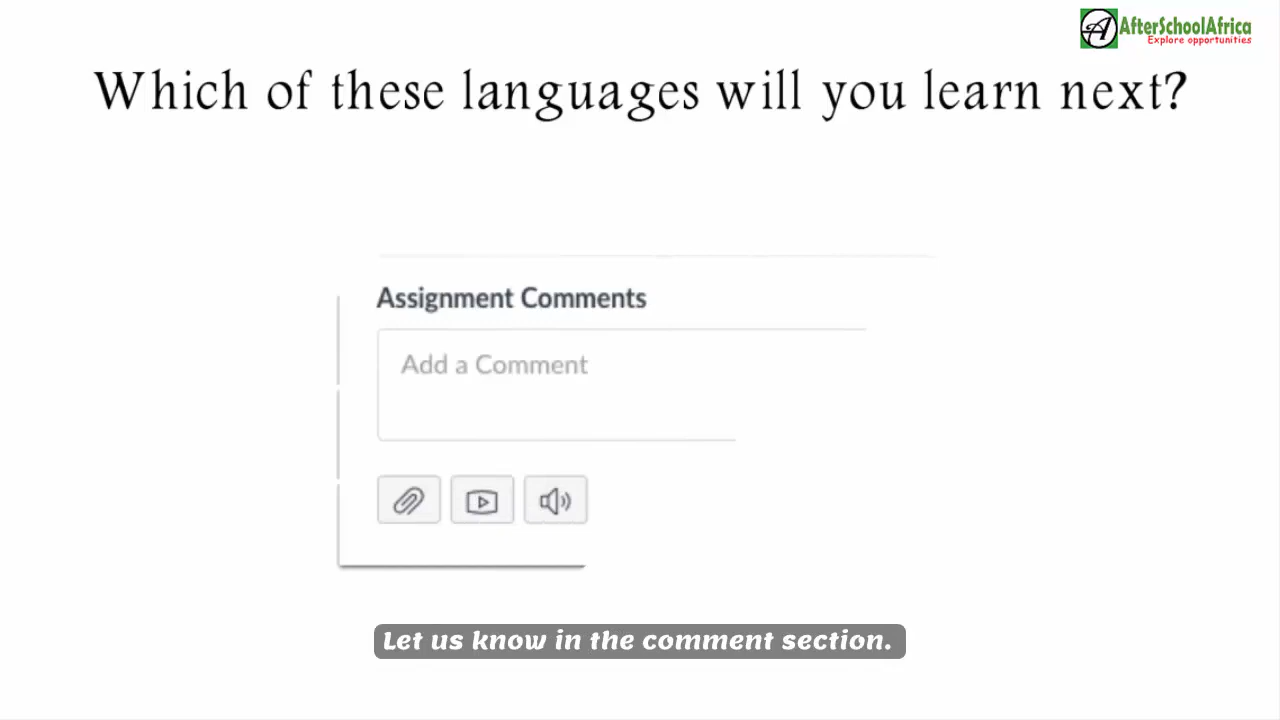 AfterSchoolAfrica
Explore opportunities
Which of these languages will you learn next?
Assignment Comments
Add a Comment
Let us know in the comment section.